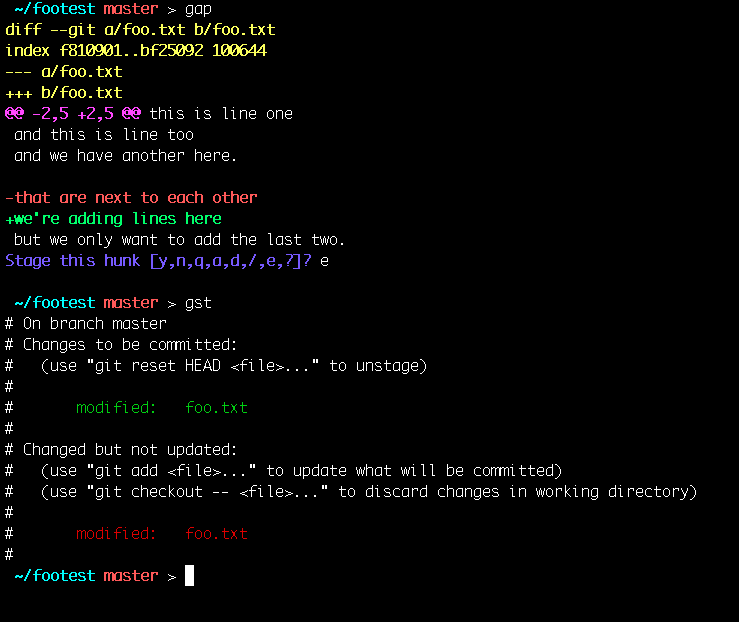 ~/footest master > gap
diff --git a/foo.txt b/foo.txt
index f810901..bf25092 100644
--- a/foo.txt
+++ b/foo.txt
@@ -2,5 +2,5 @@ this is line one
 and this is line too
 and we have another here.

-that are next to each other
+we're adding lines here
 but we only want to add the last two.
Stage this hunk [y,n,q,a,d,/,e,?]? e

~/footest master > gst
# On branch master
# Changes to be committed:
#   (use "git reset HEAD <file>..." to unstage)
#
#       modified:   foo.txt
#
# Changed but not updated:
#   (use "git add <file>..." to update what will be committed)
#   (use "git checkout -- <file>..." to discard changes in working directory)
#
#       modified:   foo.txt
#
~/footest master >